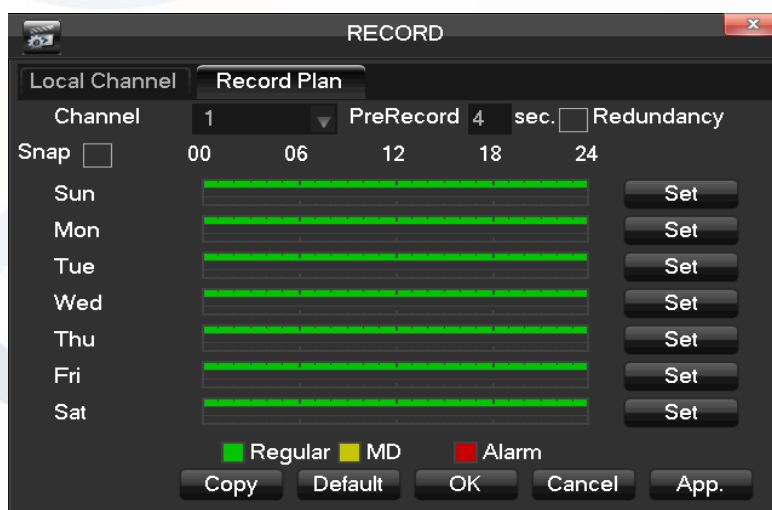 RECORD
Local Channel Record Plan
Channel 1 PreRecord 4 sec. Redundancy
Snap 00 06 12 18 24
Sun Set
Mon Set
Tue Set
Wed Set
Thu Set
Fri Set
Sat Set
Regular MD Alarm
Copy Default OK Cancel App.